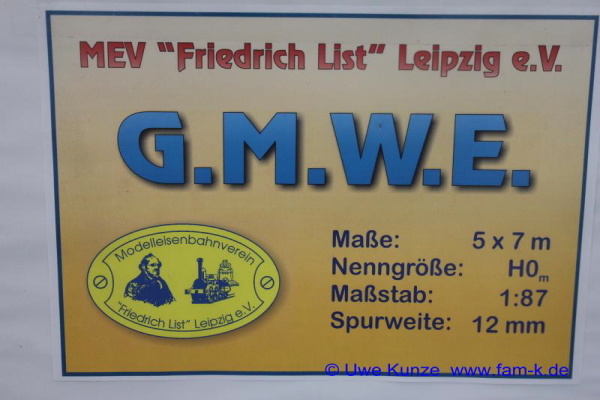 MEV "Friedrich List" Leipzig e.V.
G.M.W.E.
Modelleisenbahnverein
"Friedrich List" Leipzig e.V.
Maße: 5 x 7 m
Nenngröße: H0m
Maßstab: 1:87
Spurweite: 12 mm
© Uwe Kunze www.fam-k.de